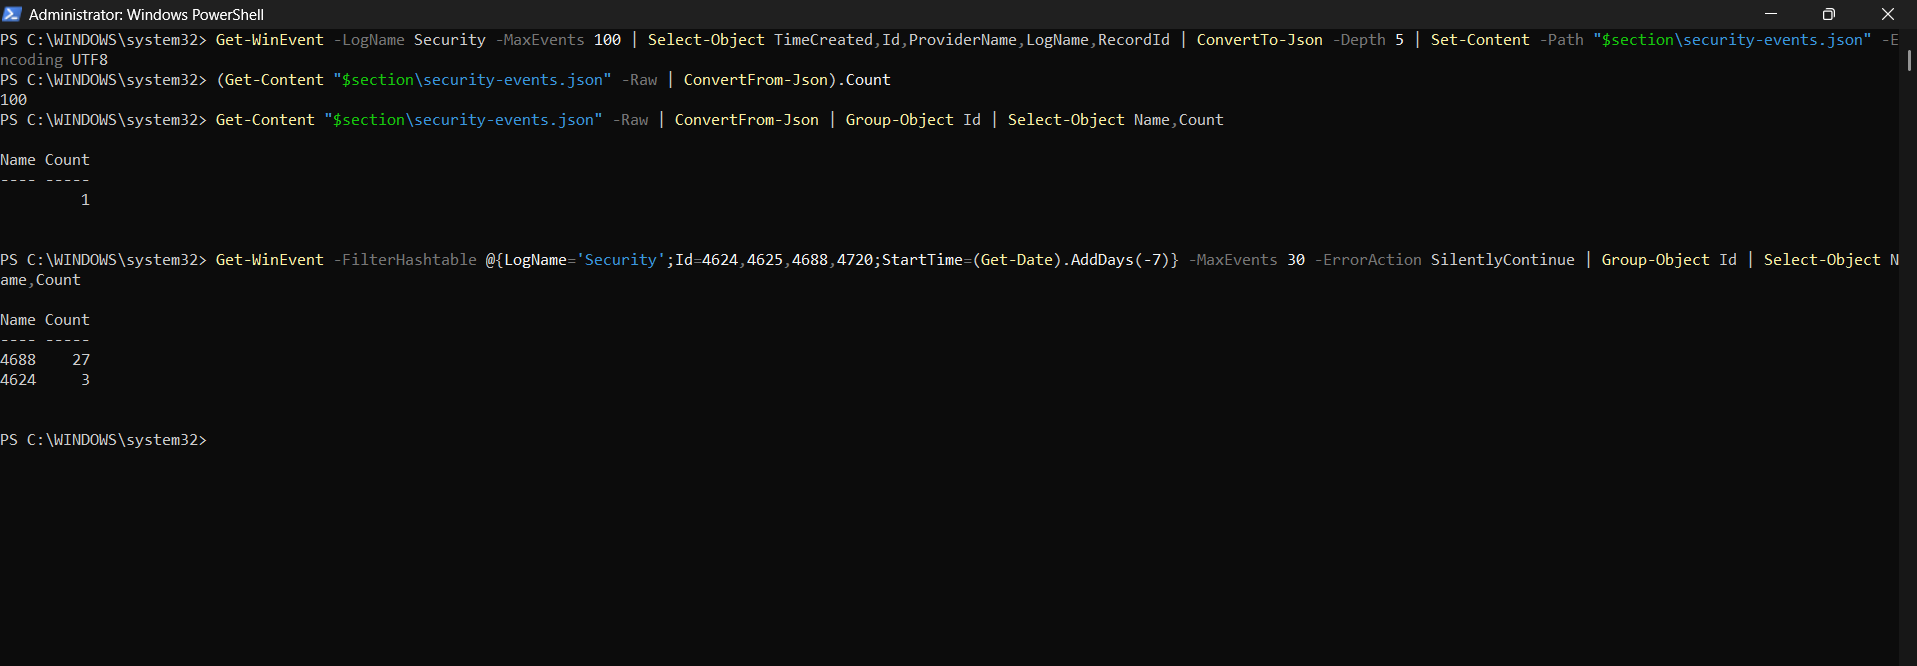 Administrator: Windows PowerShell
PS C:\WINDOWS\system32> Get-WinEvent -LogName Security -MaxEvents 100 | Select-Object TimeCreated,Id,ProviderName,LogName,RecordId | ConvertTo-Json -Depth 5 | Set-Content -Path "$section\security-events.json" -E
ncoding UTF8
PS C:\WINDOWS\system32> (Get-Content "$section\security-events.json" -Raw | ConvertFrom-Json).Count
100
PS C:\WINDOWS\system32> Get-Content "$section\security-events.json" -Raw | ConvertFrom-Json | Group-Object Id | Select-Object Name,Count
Name Count
---- -----
         1
PS C:\WINDOWS\system32> Get-WinEvent -FilterHashtable @{LogName='Security';Id=4624,4625,4688,4720;StartTime=(Get-Date).AddDays(-7)} -MaxEvents 30 -ErrorAction SilentlyContinue | Group-Object Id | Select-Object N
ame,Count
Name Count
---- -----
4688    27
4624     3
PS C:\WINDOWS\system32>